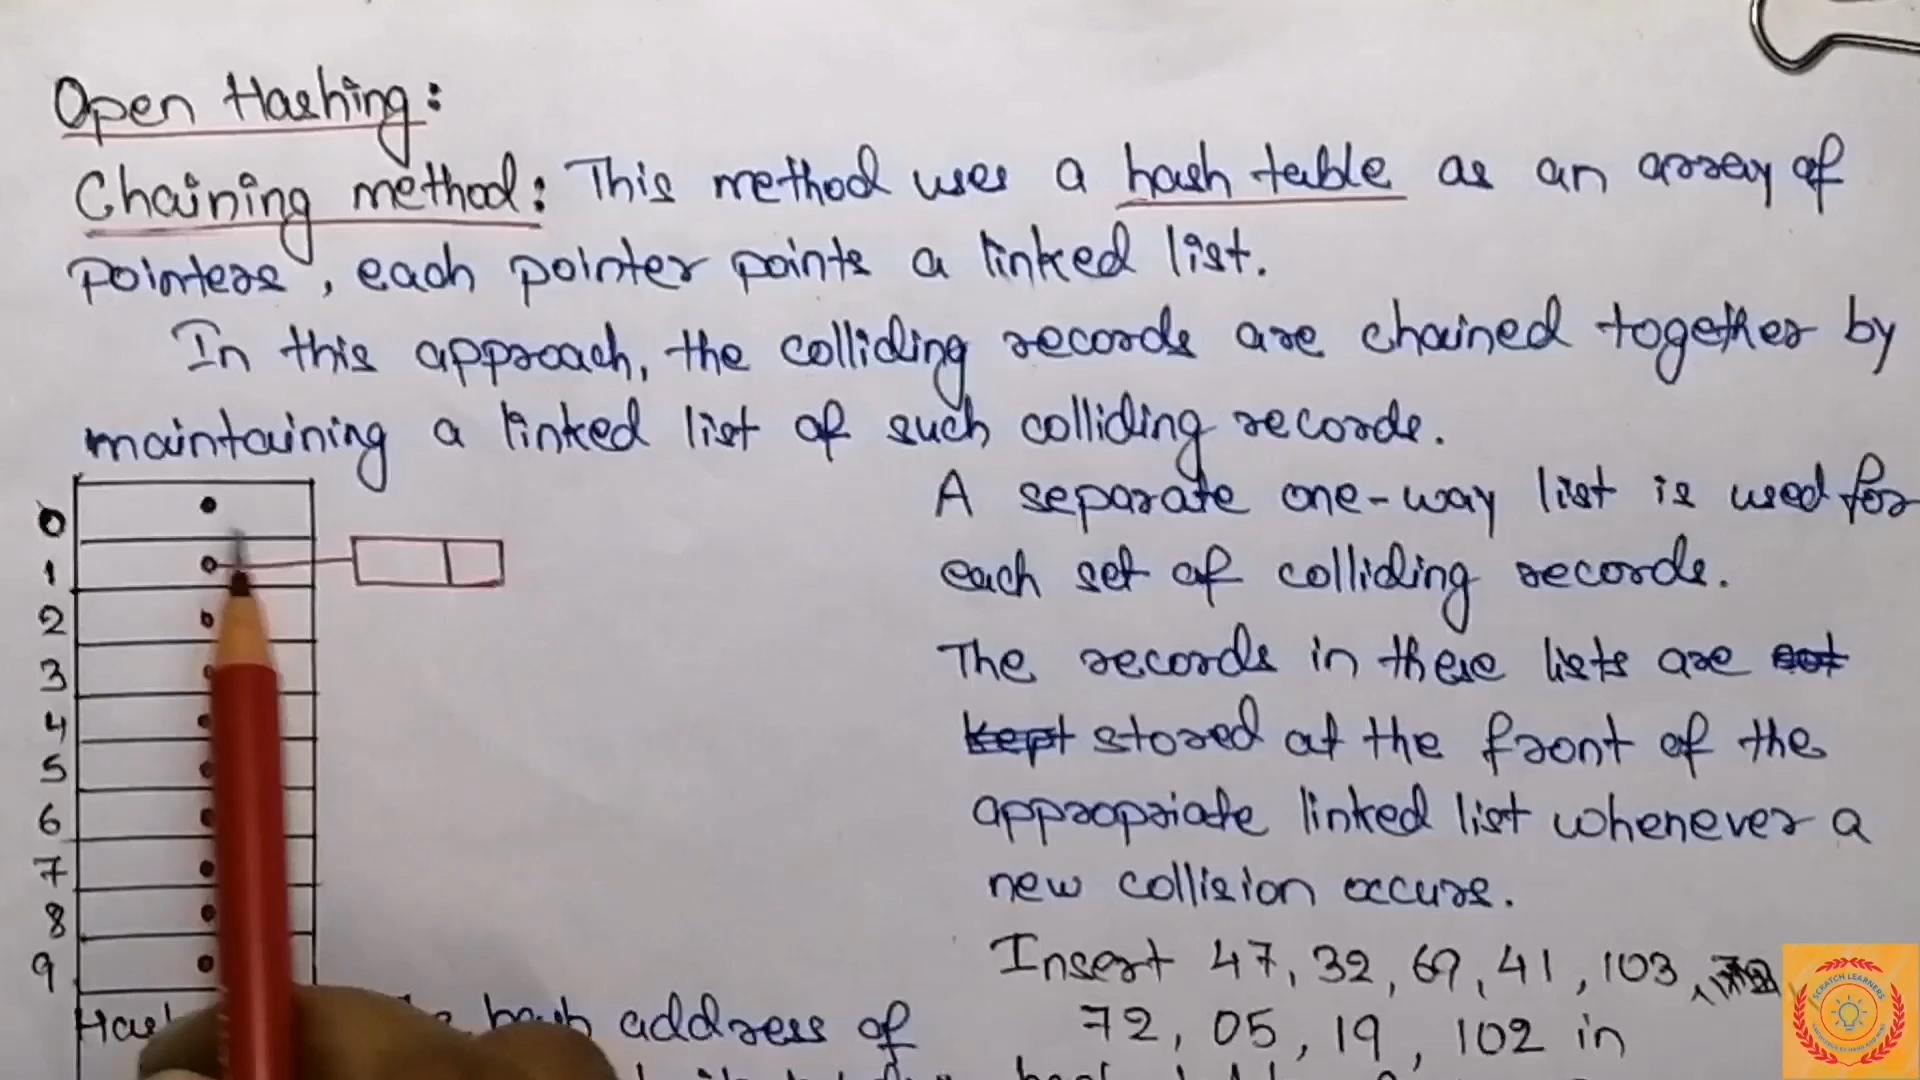 Open Hashing:
Chaining method: This method uses a hash table as an array of
pointers, each pointer points a linked list.
In this approach, the colliding records are chained together by
maintaining a linked list of such colliding records.
A separate one-way list is used for
each set of colliding records.
The records in these lists are not
kept stored at the front of the
appropriate linked list whenever a
new collision occurs.
Insert 47, 32, 69, 41, 103,
72, 05, 19, 102 in
0
1
2
3
4
5
6
7
8
9
hash address of
SCRATCH LEARNERS